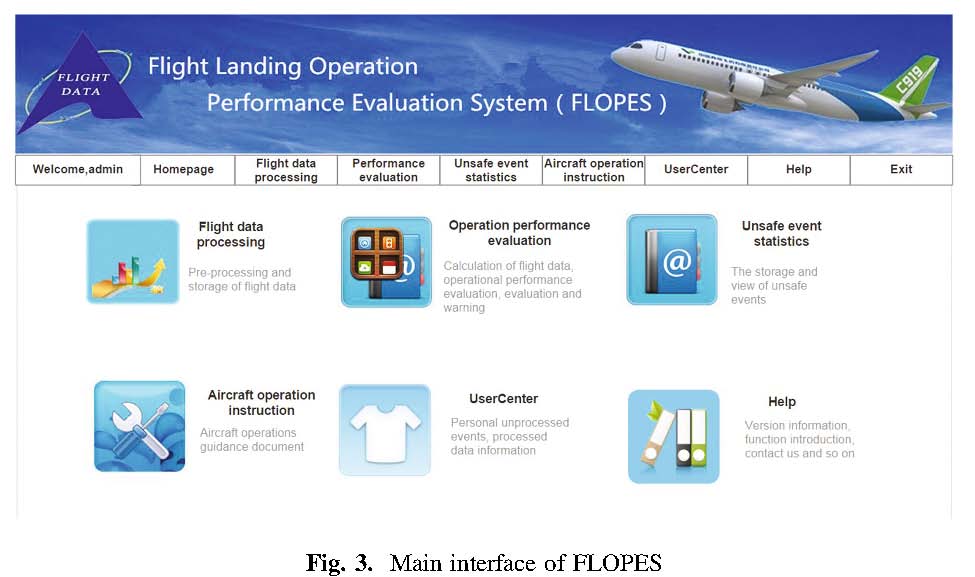 FLIGHT
DATA
Flight Landing Operation
Performance Evaluation System ( FLOPES )
C919
Welcome,admin
Homepage
Flight data
processing
Performance
evaluation
Unsafe event
statistics
Aircraft operation
instruction
UserCenter
Help
Exit
Flight data
processing
Pre-processing and
storage of flight data
Operation performance
evaluation
Calculation of flight data,
operational performance
evaluation, evaluation and
warning
@
Unsafe event
statistics
The storage and
view of unsafe
events
@
Aircraft operation
instruction
Aircraft operations
guidance document
UserCenter
Personal unprocessed
events, processed
data information
Help
Version information,
function introduction,
contact us and so on
Fig. 3. Main interface of FLOPES